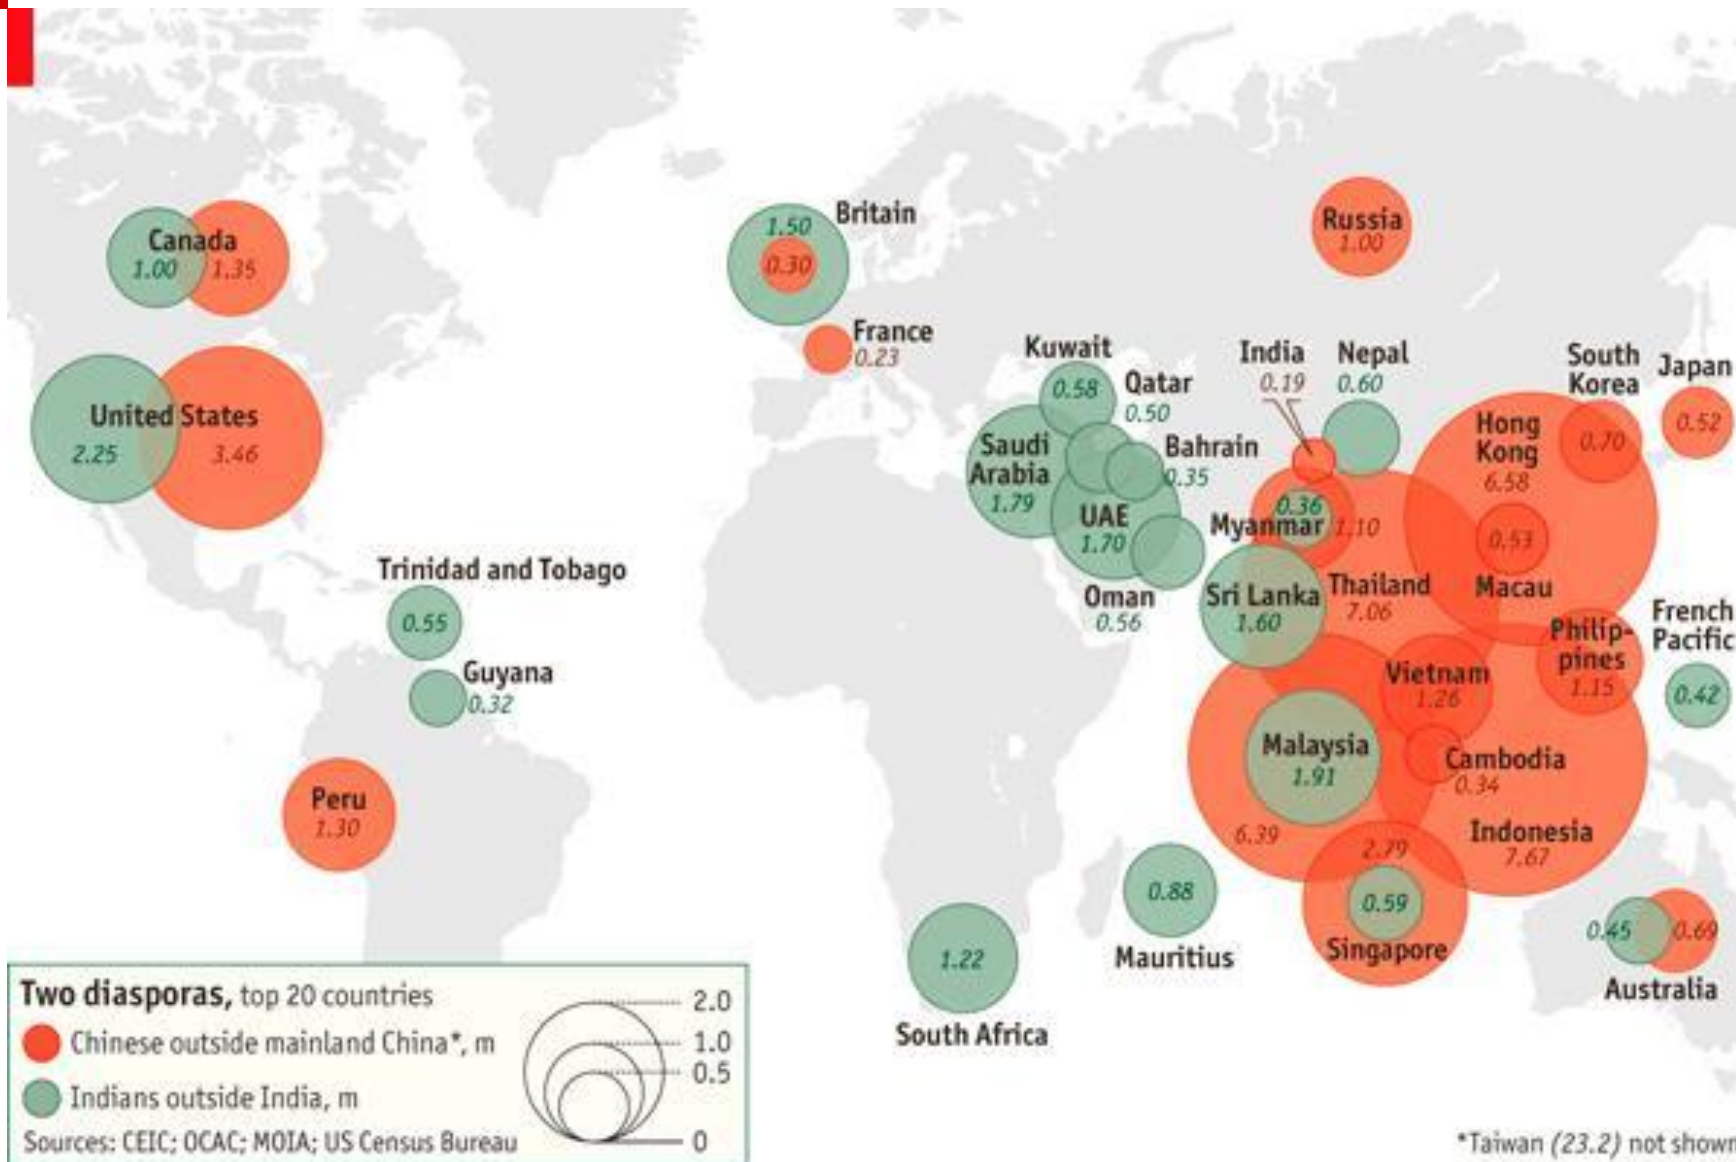 Canada
1.00 1.35
United States
2.25 3.46
Trinidad and Tobago
0.55
Guyana
0.32
Peru
1.30
Britain
1.50
0.30
France
0.23
Russia
1.00
Kuwait
0.58
Qatar
0.50
Saudi
Arabia
1.79
Bahrain
0.35
UAE
1.70
Oman
0.56
India
0.19
Nepal
0.60
0.36
Myanmar 1.10
Sri Lanka
1.60
Thailand
7.06
South
Korea
0.70
Japan
0.52
Hong
Kong
6.58
0.53
Macau
Philip-
pines
1.15
French
Pacific
0.42
Vietnam
1.26
Malaysia
1.91
6.39
Cambodia
0.34
Indonesia
7.67
2.79
0.59
Singapore
0.45 0.69
Australia
0.88
Mauritius
1.22
South Africa
Two diasporas, top 20 countries
Chinese outside mainland China*, m
Indians outside India, m
Sources: CEIC; OCAC; MOIA; US Census Bureau
2.0
1.0
0.5
0
*Taiwan (23.2) not shown